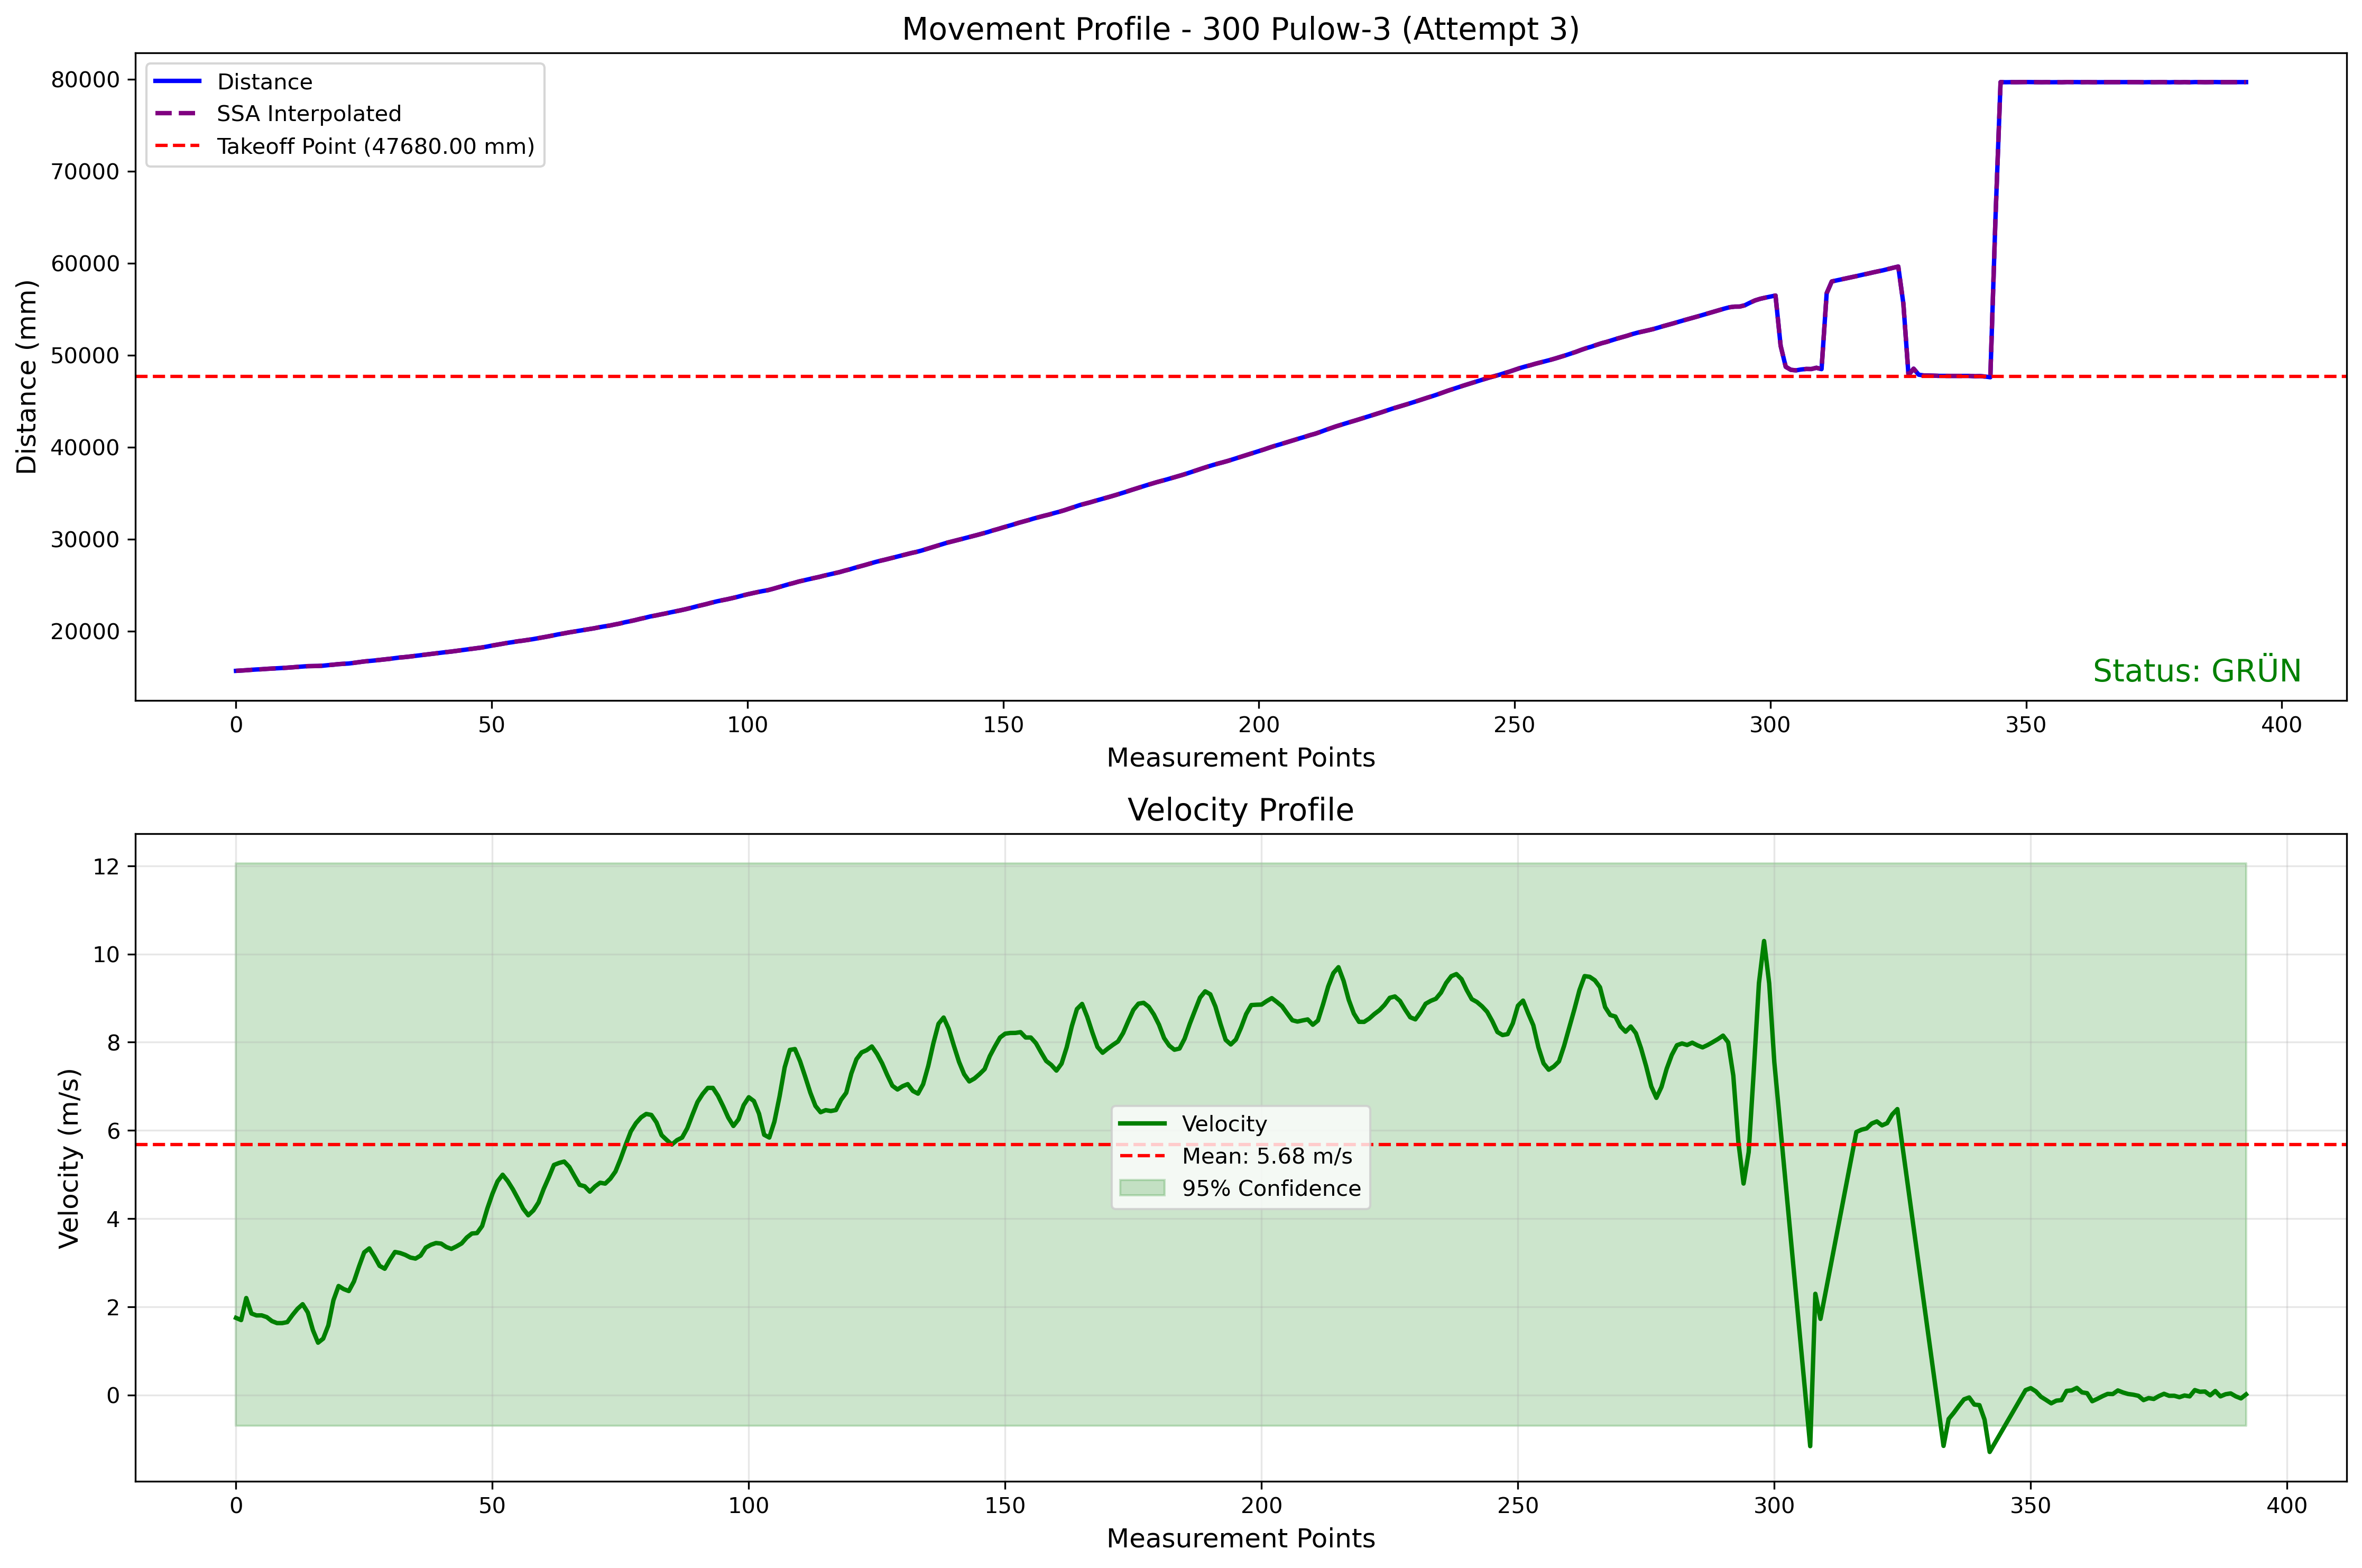 Movement Profile - 300 Pulow-3 (Attempt 3)
Distance (mm)
80000
70000
60000
50000
40000
30000
20000
Distance
SSA Interpolated
Takeoff Point (47680.00 mm)
Status: GRÜN
0 50 100 150 200 250 300 350 400
Measurement Points
Velocity Profile
Velocity (m/s)
12
10
8
6
4
2
0
Velocity
Mean: 5.68 m/s
95% Confidence
0 50 100 150 200 250 300 350 400
Measurement Points